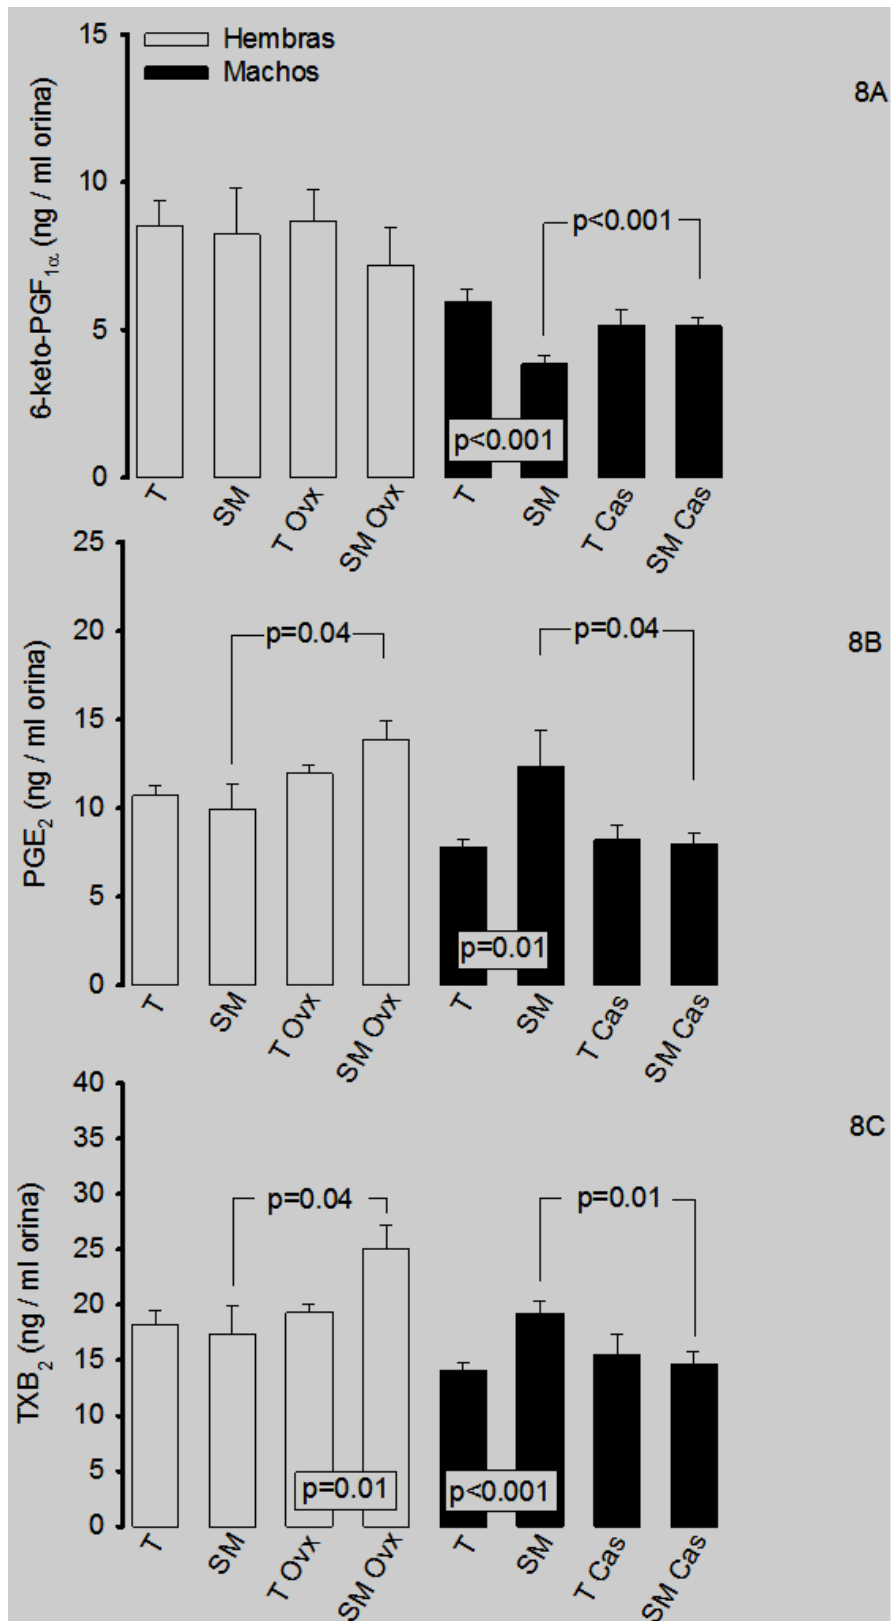 Hembras
Machos
8A
6-keto-PGF1α (ng / ml orina)
15
10
5
0
p<0.001
p<0.001
T
SM
T Ovx
SM Ovx
T
SM
T Cas
SM Cas
8B
PGE2 (ng / ml orina)
25
20
15
10
5
0
p=0.04
p=0.04
p=0.01
T
SM
T Ovx
SM Ovx
T
SM
T Cas
SM Cas
8C
TXB2 (ng / ml orina)
40
35
30
25
20
15
10
5
0
p=0.04
p=0.01
p=0.01
p<0.001
T
SM
T Ovx
SM Ovx
T
SM
T Cas
SM Cas